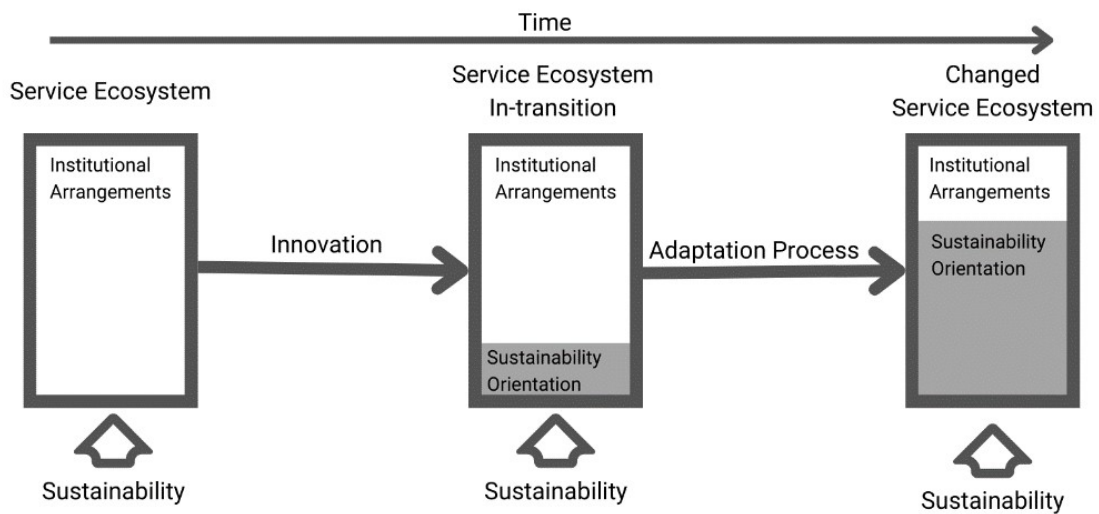 Time
Service Ecosystem
Service Ecosystem
In-transition
Changed
Service Ecosystem
Institutional
Arrangements
Innovation
Institutional
Arrangements
Sustainability
Orientation
Adaptation Process
Institutional
Arrangements
Sustainability
Orientation
Sustainability
Sustainability
Sustainability